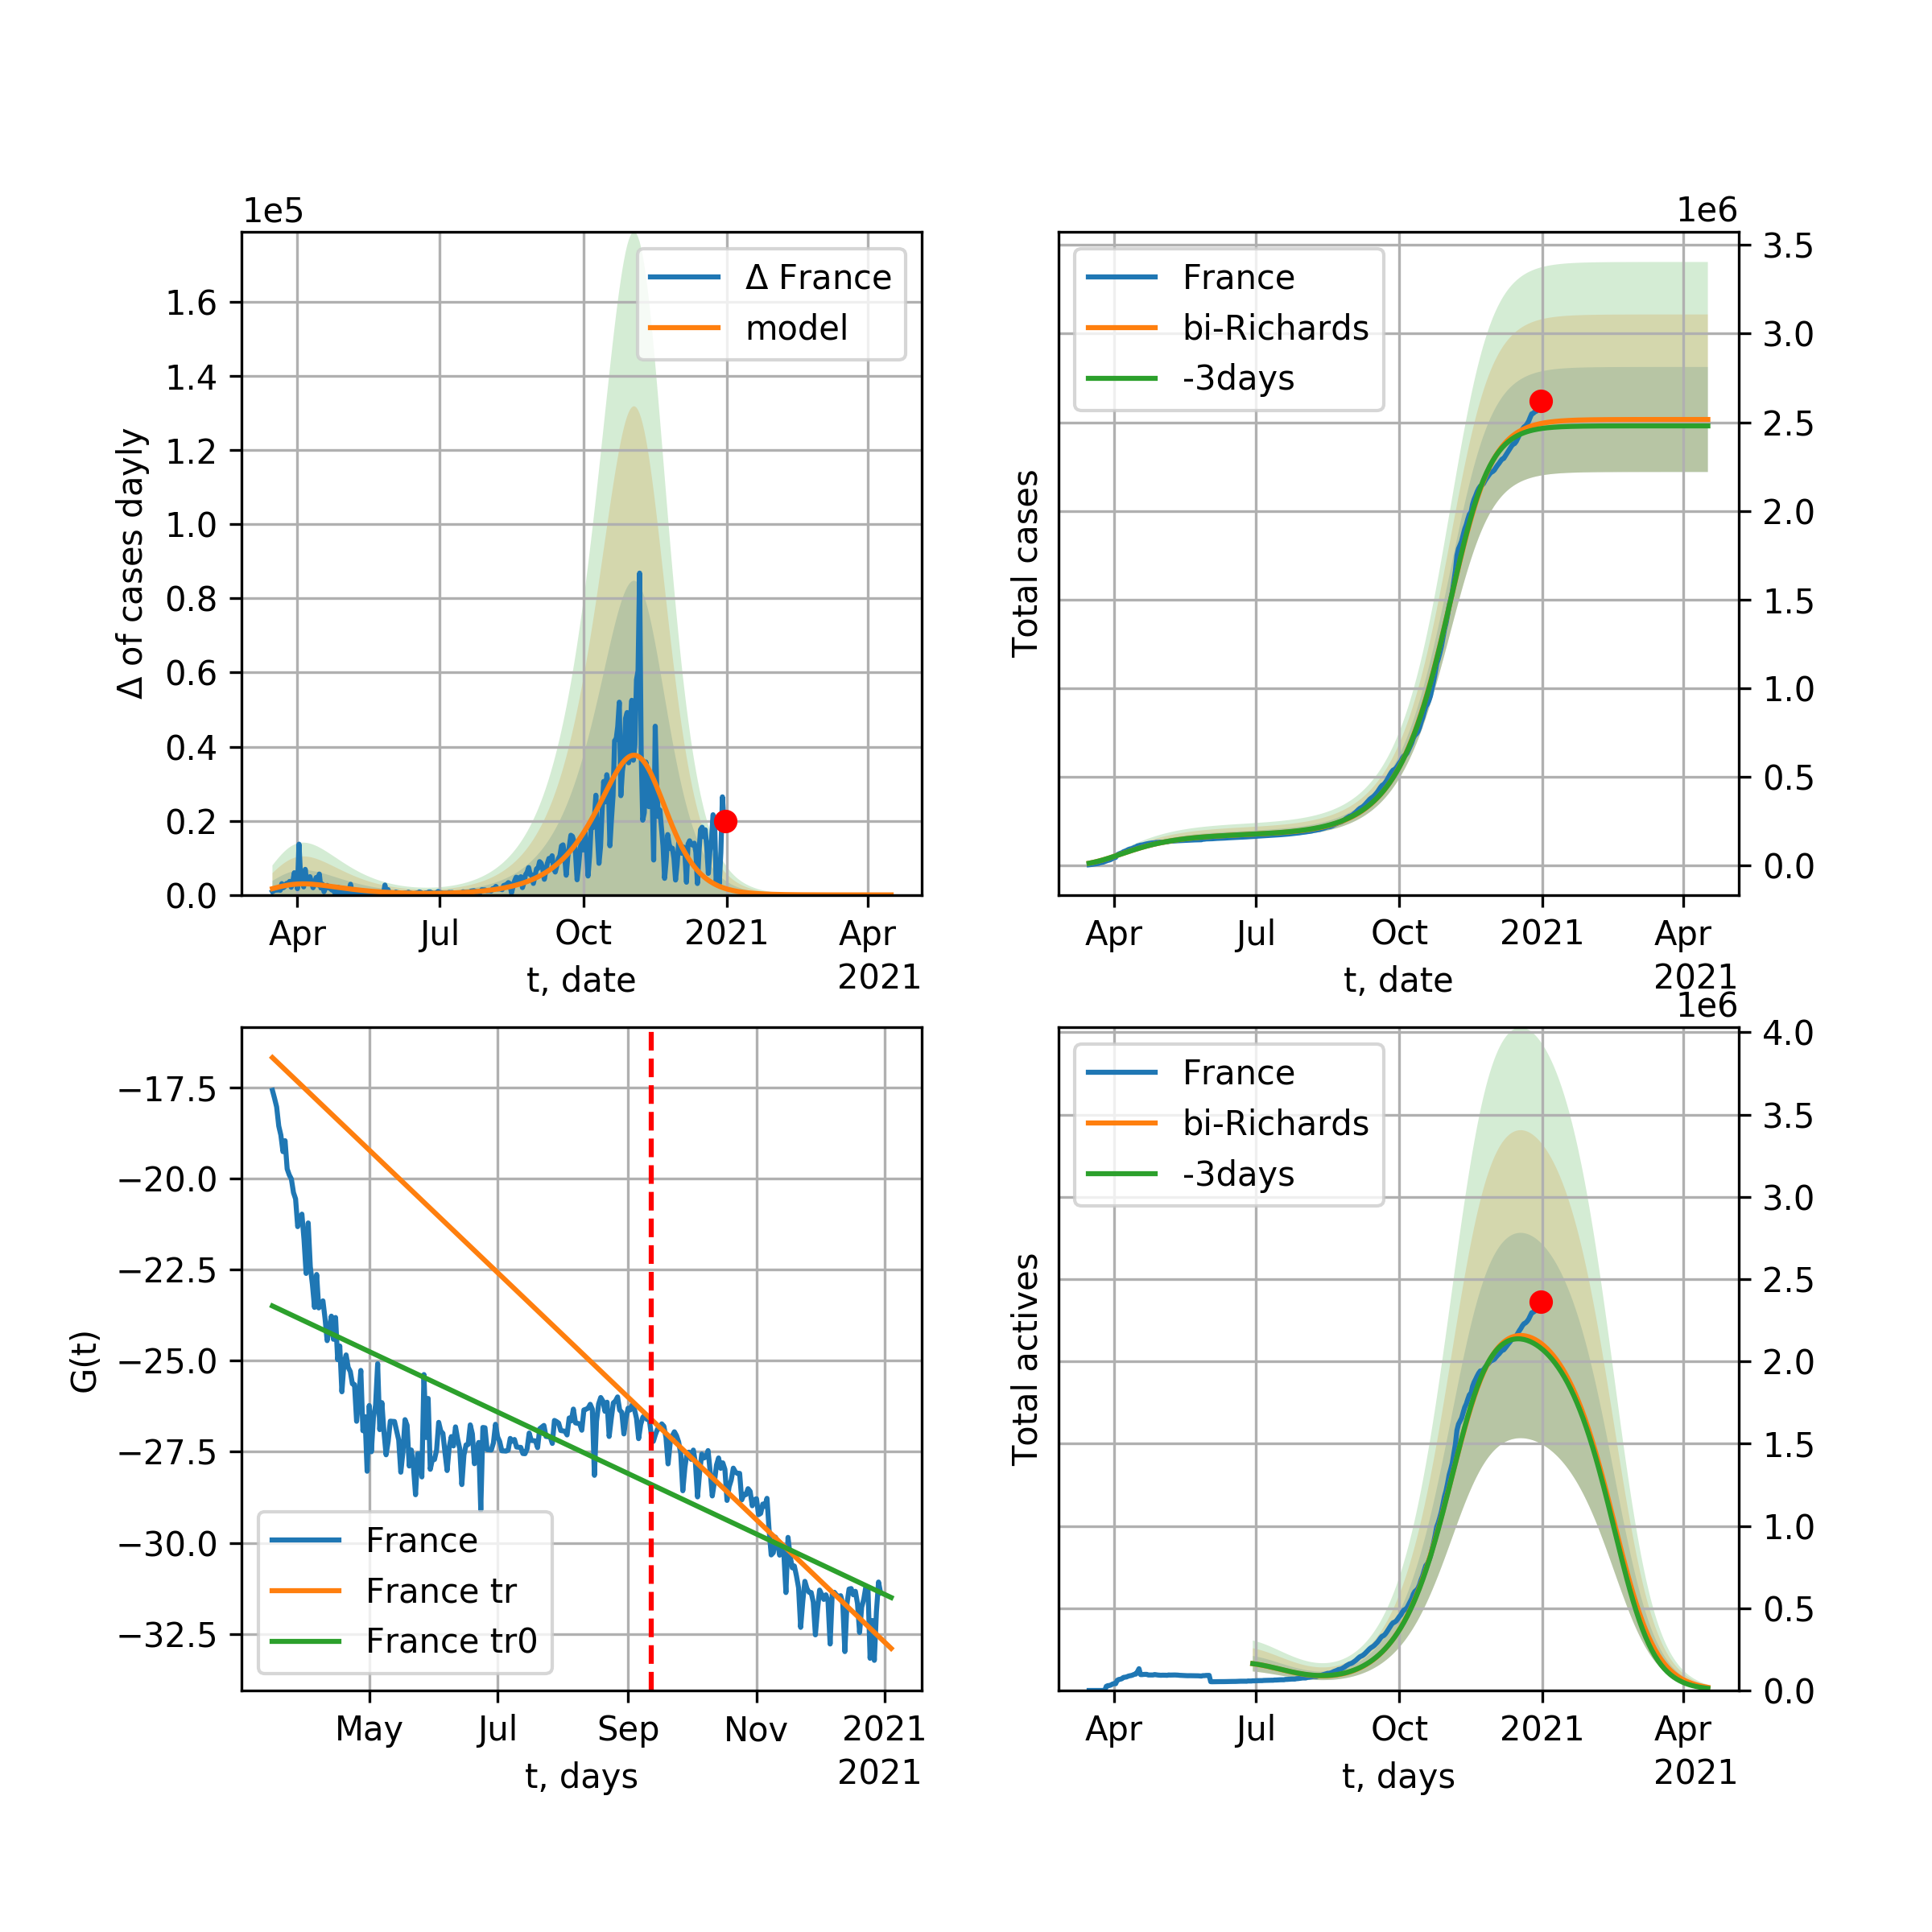 1e5
Δ of cases dayly
1.6
1.4
1.2
1.0
0.8
0.6
0.4
0.2
0.0
Δ France
model
Apr
Jul
Oct
2021
Apr
2021
t, date
1e6
Total cases
France
bi-Richards
-3days
3.5
3.0
2.5
2.0
1.5
1.0
0.5
0.0
Apr
Jul
Oct
2021
Apr
2021
t, date
G(t)
−17.5
−20.0
−22.5
−25.0
−27.5
−30.0
−32.5
France
France tr
France tr0
May
Jul
Sep
Nov
2021
2021
t, days
1e6
Total actives
France
bi-Richards
-3days
4.0
3.5
3.0
2.5
2.0
1.5
1.0
0.5
0.0
Apr
Jul
Oct
2021
Apr
2021
t, days